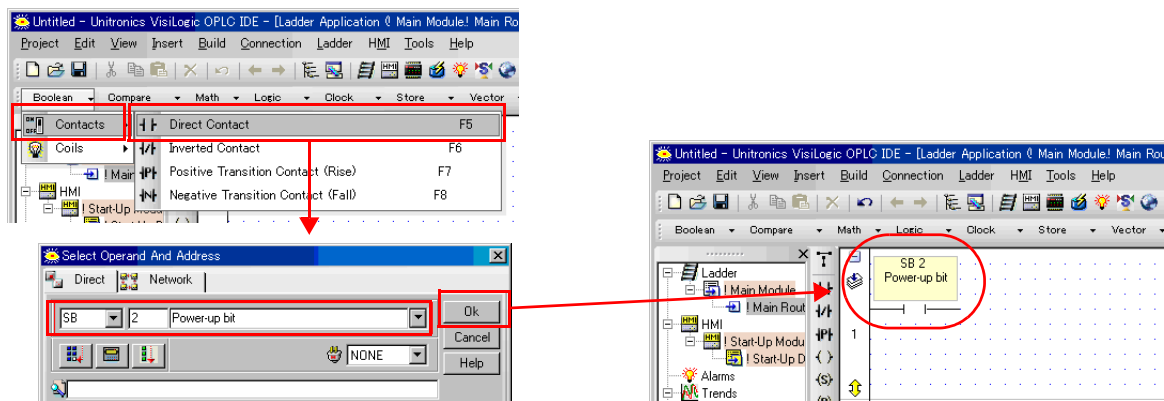 Untitled - Unitronics VisiLogic OPLC IDE - [Ladder Application (! Main Module! Main Ro
Project Edit View Insert Build Connection Ladder HMI Tools Help
Boolean Compare Math Logic Clock Store Vector
Contacts
Coils
Direct Contact F5
Inverted Contact F6
Positive Transition Contact (Rise) F7
Negative Transition Contact (Fall) F8
! Main
HMI
! Start-Up Modu
Select Operand And Address
Direct Network
SB 2 Power-up bit
Ok
Cancel
Help
NONE
Untitled - Unitronics VisiLogic OPLC IDE - [Ladder Application (! Main Module! Main Rou
Project Edit View Insert Build Connection Ladder HMI Tools Help
Boolean Compare Math Logic Clock Store Vector
Ladder
! Main Module
! Main Rout
HMI
! Start-Up Modu
! Start-Up D
Alarms
Trends
SB 2
Power-up bit
1